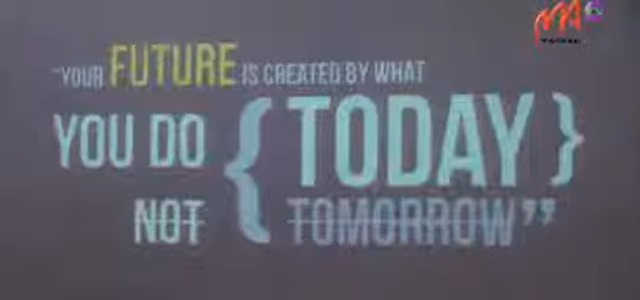 "YOUR FUTURE IS CREATED BY WHAT
YOU DO { TODAY }
NOT TOMORROW”